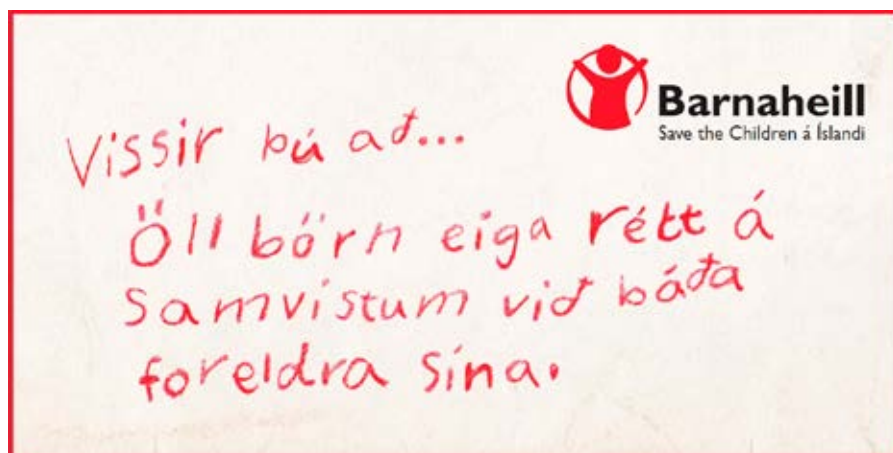 Barnaheill
Save the Children á Íslandi
Vissir þú að...
Öll börn eiga rétt á
samvistum við báða
foreldra sína.